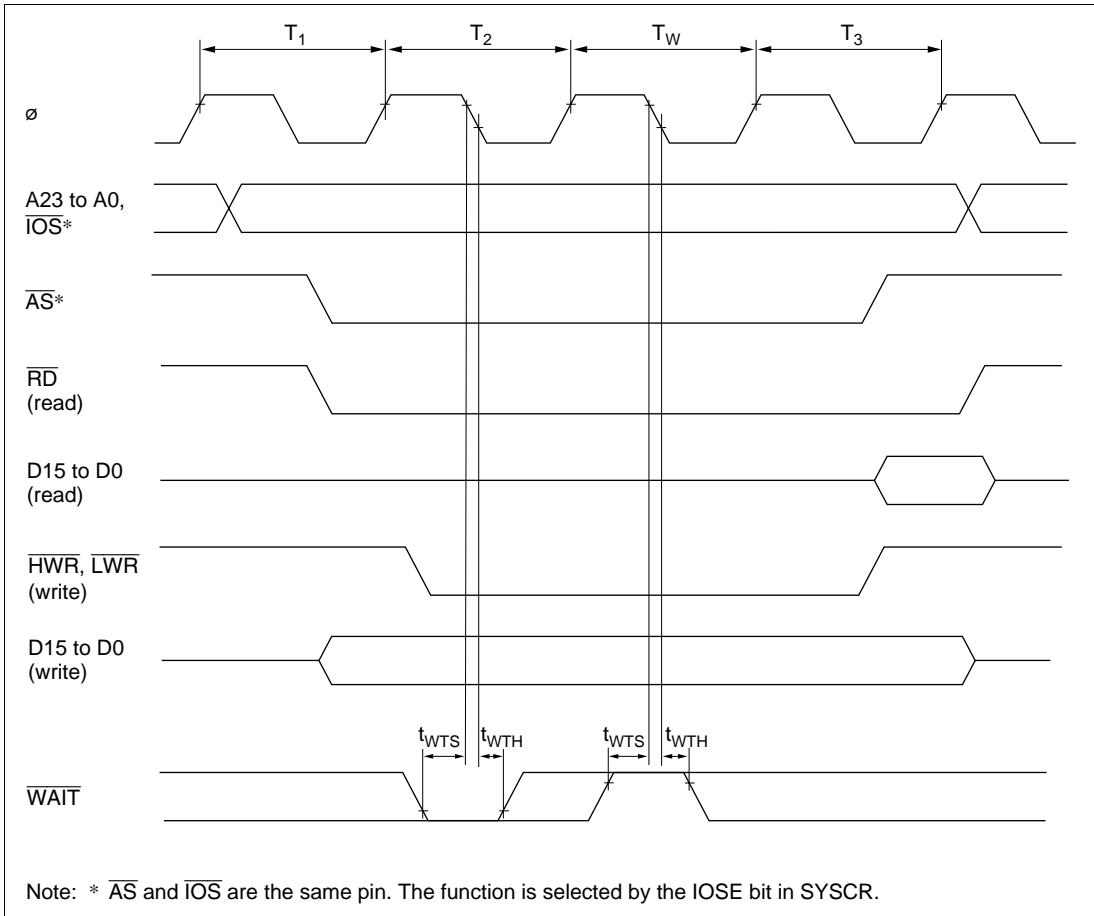 T1 T2 TW T3
ø
A23 to A0,
IOS*
AS*
RD
(read)
D15 to D0
(read)
HWR, LWR
(write)
D15 to D0
(write)
tWTS tWTH tWTS tWTH
WAIT
Note: * AS and IOS are the same pin. The function is selected by the IOSE bit in SYSCR.